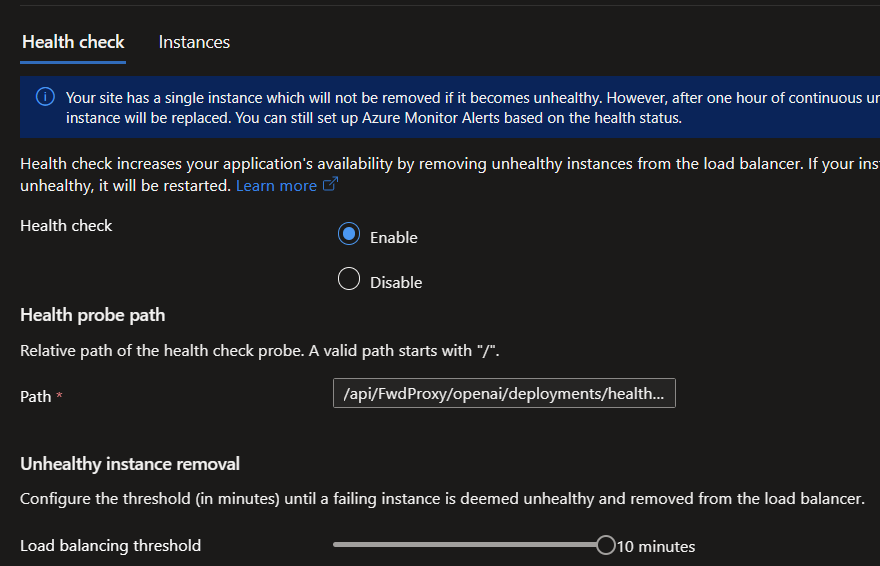 Health check Instances
Your site has a single instance which will not be removed if it becomes unhealthy. However, after one hour of continuous
instance will be replaced. You can still set up Azure Monitor Alerts based on the health status.
Health check increases your application's availability by removing unhealthy instances from the load balancer. If your
unhealthy, it will be restarted. Learn more
Health check
Enable
Disable
Health probe path
Relative path of the health check probe. A valid path starts with "/".
Path *
/api/FwdProxy/openai/deployments/health...
Unhealthy instance removal
Configure the threshold (in minutes) until a failing instance is deemed unhealthy and removed from the load balancer.
Load balancing threshold
10 minutes